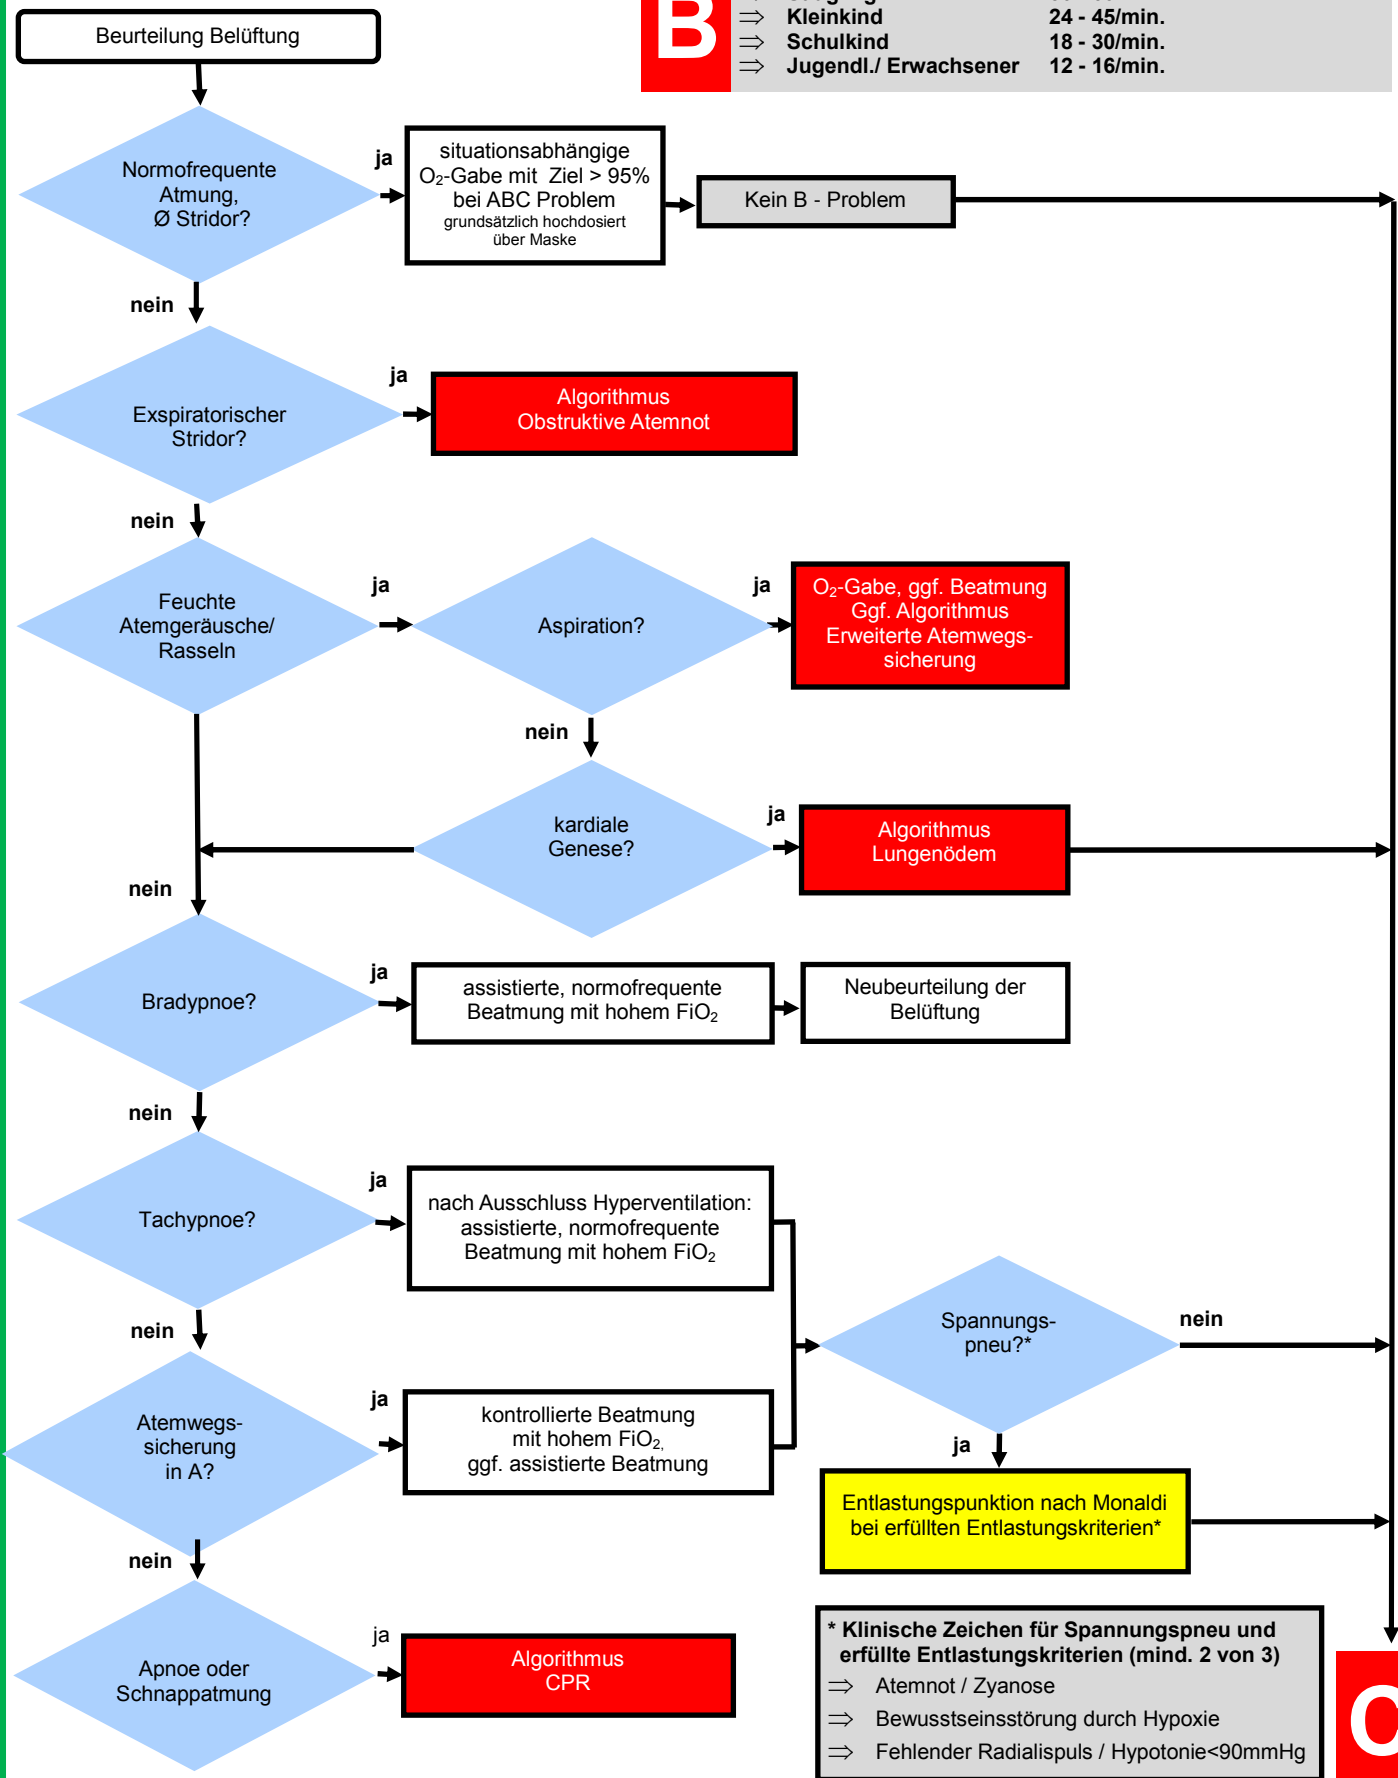 B
⇒ Kleinkind 24 - 45/min.
⇒ Schulkind 18 - 30/min.
⇒ Jugendl./ Erwachsener 12 - 16/min.
Beurteilung Belüftung
Normofrequente
Atmung,
Ø Stridor?
ja
situationsabhängige
O₂-Gabe mit Ziel > 95%
bei ABC Problem
grundsätzlich hochdosiert
über Maske
Kein B - Problem
nein
Exspiratorischer
Stridor?
ja
Algorithmus
Obstruktive Atemnot
nein
Feuchte
Atemgeräusche/
Rasseln
ja
Aspiration?
ja
O₂-Gabe, ggf. Beatmung
Ggf. Algorithmus
Erweiterte Atemwegs-
sicherung
nein
kardiale
Genese?
ja
Algorithmus
Lungenödem
nein
Bradypnoe?
ja
assistierte, normofrequente
Beatmung mit hohem FiO₂
Neubeurteilung der
Belüftung
nein
Tachypnoe?
ja
nach Ausschluss Hyperventilation:
assistierte, normofrequente
Beatmung mit hohem FiO₂
nein
Spannungs-
pneu?*
nein
Atemwegs-
sicherung
in A?
ja
kontrollierte Beatmung
mit hohem FiO₂,
ggf. assistierte Beatmung
ja
Entlastungspunktion nach Monaldi
bei erfüllten Entlastungskriterien*
nein
Apnoe oder
Schnappatmung
ja
Algorithmus
CPR
* Klinische Zeichen für Spannungspneu und
erfüllte Entlastungskriterien (mind. 2 von 3)
⇒ Atemnot / Zyanose
⇒ Bewusstseinsstörung durch Hypoxie
⇒ Fehlender Radialispuls / Hypotonie<90mmHg
C